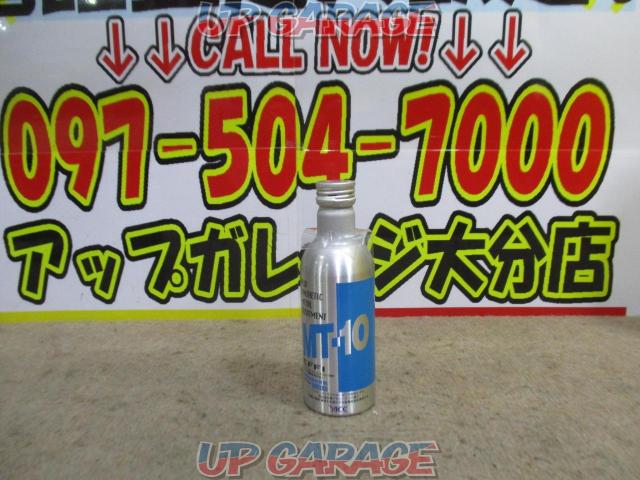 UP GARAGE
↓↓CALL NOW!↓↓
097-504-7000
アップガレージ大分店
MT-10
UP GARAGE